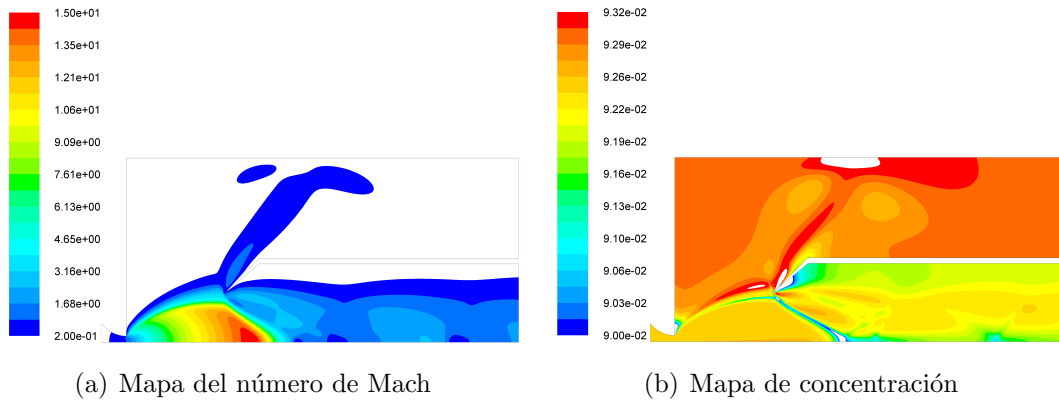 1.50e+01
1.35e+01
1.21e+01
1.06e+01
9.09e+00
7.61e+00
6.13e+00
4.65e+00
3.16e+00
1.68e+00
2.00e-01
(a) Mapa del número de Mach
9.32e-02
9.29e-02
9.26e-02
9.22e-02
9.19e-02
9.16e-02
9.13e-02
9.10e-02
9.06e-02
9.03e-02
9.00e-02
(b) Mapa de concentración